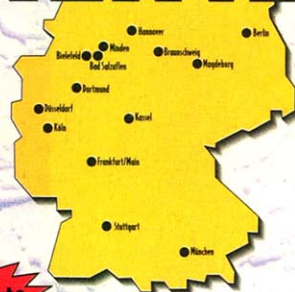 Hannover
Berlin
Minden
Braunschweig
Bielefeld
Bad Salzuflen
Magdeburg
Dortmund
Düsseldorf
Kassel
Köln
Frankfurt/Main
Stuttgart
München